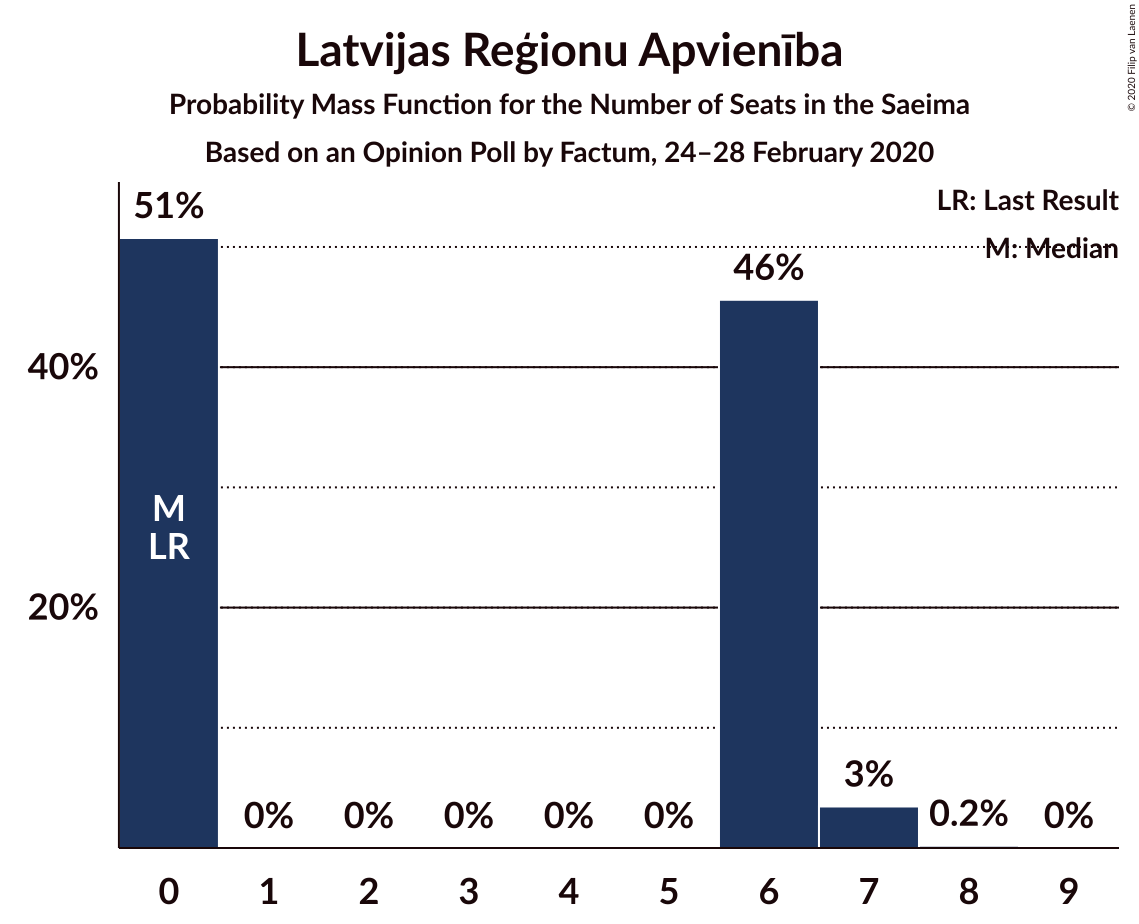 Latvijas Reģionu Apvienība
Probability Mass Function for the Number of Seats in the Saeima
Based on an Opinion Poll by Factum, 24–28 February 2020
© 2020 Filip van Laenen
LR: Last Result
M: Median
51%
46%
40%
M
LR
20%
3%
0%
0%
0%
0%
0%
0.2%
0%
0
1
2
3
4
5
6
7
8
9